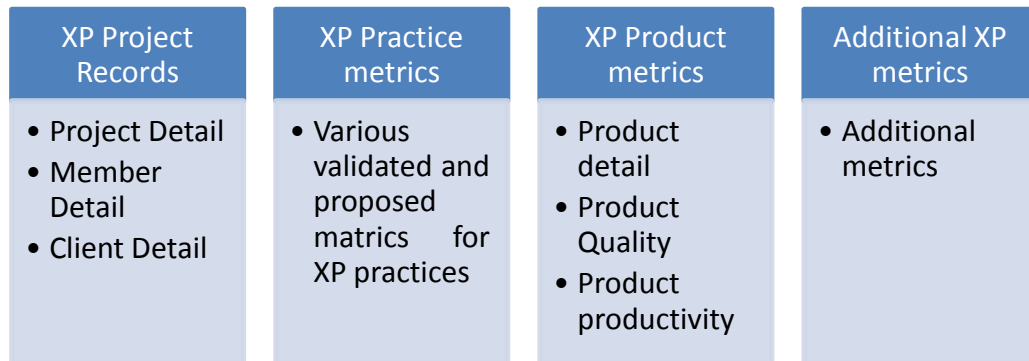 XP Project
Records
• Project Detail
• Member
Detail
• Client Detail
XP Practice
metrics
• Various
validated and
proposed
matrics for
XP practices
XP Product
metrics
• Product
detail
• Product
Quality
• Product
productivity
Additional XP
metrics
• Additional
metrics